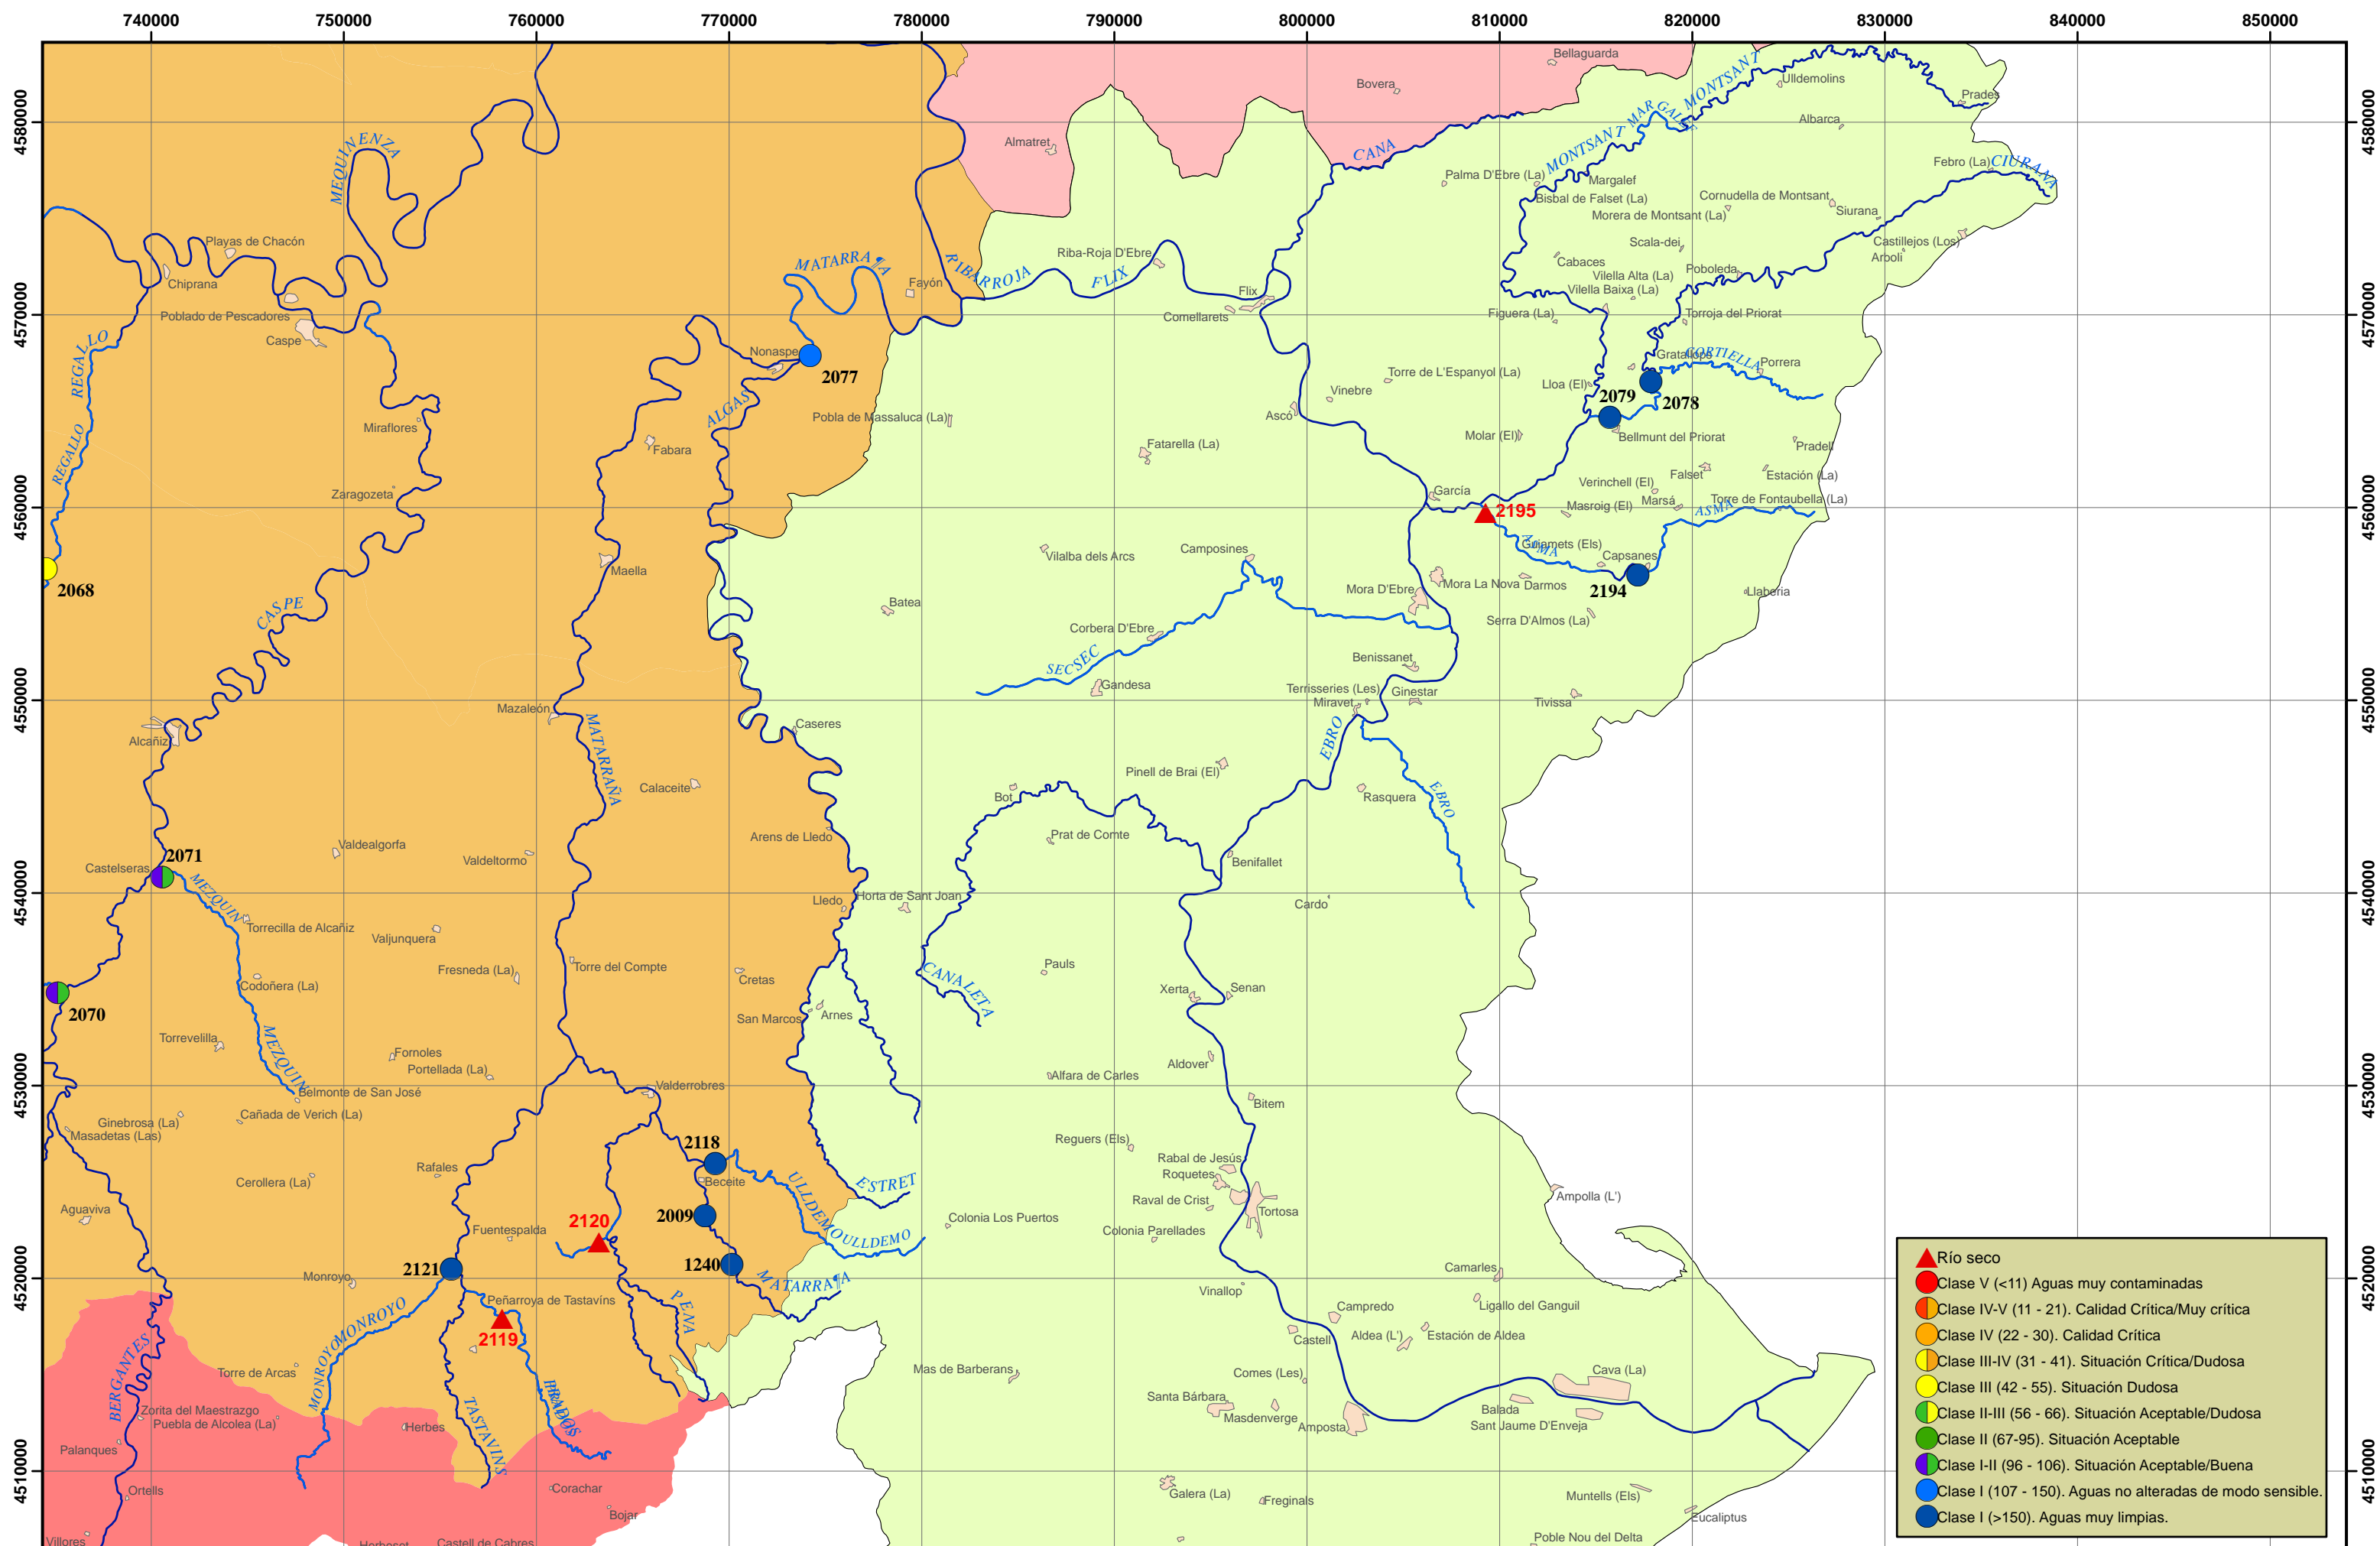 740000 750000 760000 770000 780000 790000 800000 810000 820000 830000 840000 850000
4580000
4570000
4560000
4550000
4540000
4530000
4520000
4510000
4580000
4570000
4560000
4550000
4540000
4530000
4520000
4510000
Bellaguarda
Bovera
MONTSANT
Ulldemolins
Prades
Albarca
MONTSANT
CANA
Almatret
MEQUINENZA
Febro (La)
CIURANA
Palma D'Ebre (La)
Margalef
Bisbal de Falset (La)
Cornudella de Montsant
Morera de Montsant (La)
Siurana
Scala-dei
Castillejos (Los)
Arboli
Playas de Chacón
Chiprana
Riba-Roja D'Ebre
MATARRA¶A
RIBARROJA
FLIX
Fayón
Flix
Cabaces
Vilella Alta (La)
Poboleda
Vilella Baixa (La)
Poblado de Pescadores
Caspe
Comellarets
Figuera (La)
Torroja del Priorat
REGALLO
Nonaspe
2077
Gratallops
CORTIELLA
Porrera
Torre de L'Espanyol (La)
Lloa (El)
2079
2078
Vinebre
ALGAS
Pobla de Massaluca (La)
Ascó
Miraflores
Fabara
Fatarella (La)
Molar (El)
Bellmunt del Priorat
Pradell
REGALLO
Falset
Estación (La)
Zaragozeta
García
Verinchell (El)
Marsá
Torre de Fontaubella (La)
Masroig (El)
ASMA
2195
Guiamets (Els)
ASMA
Capsanes
Maella
Vilalba dels Arcs
Camposines
2068
Mora D'Ebre
Mora La Nova
Darmos
2194
Llaberia
CASPE
Batea
Corbera D'Ebre
Serra D'Almos (La)
SECSEC
Benissanet
Gandesa
Terrisseries (Les)
Ginestar
Miravet
Tivissa
Mazaleón
MATARRAÑA
Caseres
Alcañiz
EBRO
Pinell de Brai (El)
Calaceite
Bot
Rasquera
EBRO
Arens de Lledo
Prat de Comte
Valdealgorfa
Valdeltormo
Benifallet
2071
Castelseras
MEZQUIN
Lledo
Horta de Sant Joan
Cardo
Torrecilla de Alcañiz
Valjunquera
Fresneda (La)
Torre del Compte
Cretas
CANALETA
Pauls
Codoñera (La)
Xerta
Senan
2070
San Marcos
Arnes
Torrevelilla
MEZQUIN
Fornoles
Portellada (La)
Aldover
Alfara de Carles
Belmonte de San José
Valderrobres
Bitem
Ginebrosa (La)
Cañada de Verich (La)
Masadetas (Las)
Reguers (Els)
2118
Rafales
Cerollera (La)
Beceite
ULLDEMO
ESTRET
Rabal de Jesús
Roquetes
Raval de Crist
Ampolla (L')
Aguaviva
2009
Fuentespalda
2120
Colonia Los Puertos
Tortosa
ULLDEMO
Colonia Parellades
2121
1240
MATARRA¶A
Monroyo
Camarles
Vinallop
Peñarroya de Tastavíns
2119
PENA
MONROYO
Campredo
Ligallo del Ganguil
Castell
Aldea (L')
Estación de Aldea
BERGANTES
MONROYO
Torre de Arcas
Mas de Barberans
Comes (Les)
Cava (La)
Santa Bárbara
Masdenverge
Amposta
Balada
Sant Jaume D'Enveja
Zorita del Maestrazgo
Puebla de Alcolea (La)
Herbes
TASTAVINS
Palanques
Ortells
Corachar
Bojar
Galera (La)
Freginals
Muntells (Els)
Eucaliptus
Villores
Herbeset
Castell de Cabres
Poble Nou del Delta
Río seco
Clase V (<11) Aguas muy contaminadas
Clase IV-V (11 - 21). Calidad Crítica/Muy crítica
Clase IV (22 - 30). Calidad Crítica
Clase III-IV (31 - 41). Situación Crítica/Dudosa
Clase III (42 - 55). Situación Dudosa
Clase II-III (56 - 66). Situación Aceptable/Dudosa
Clase II (67-95). Situación Aceptable
Clase I-II (96 - 106). Situación Aceptable/Buena
Clase I (107 - 150). Aguas no alteradas de modo sensible.
Clase I (>150). Aguas muy limpias.